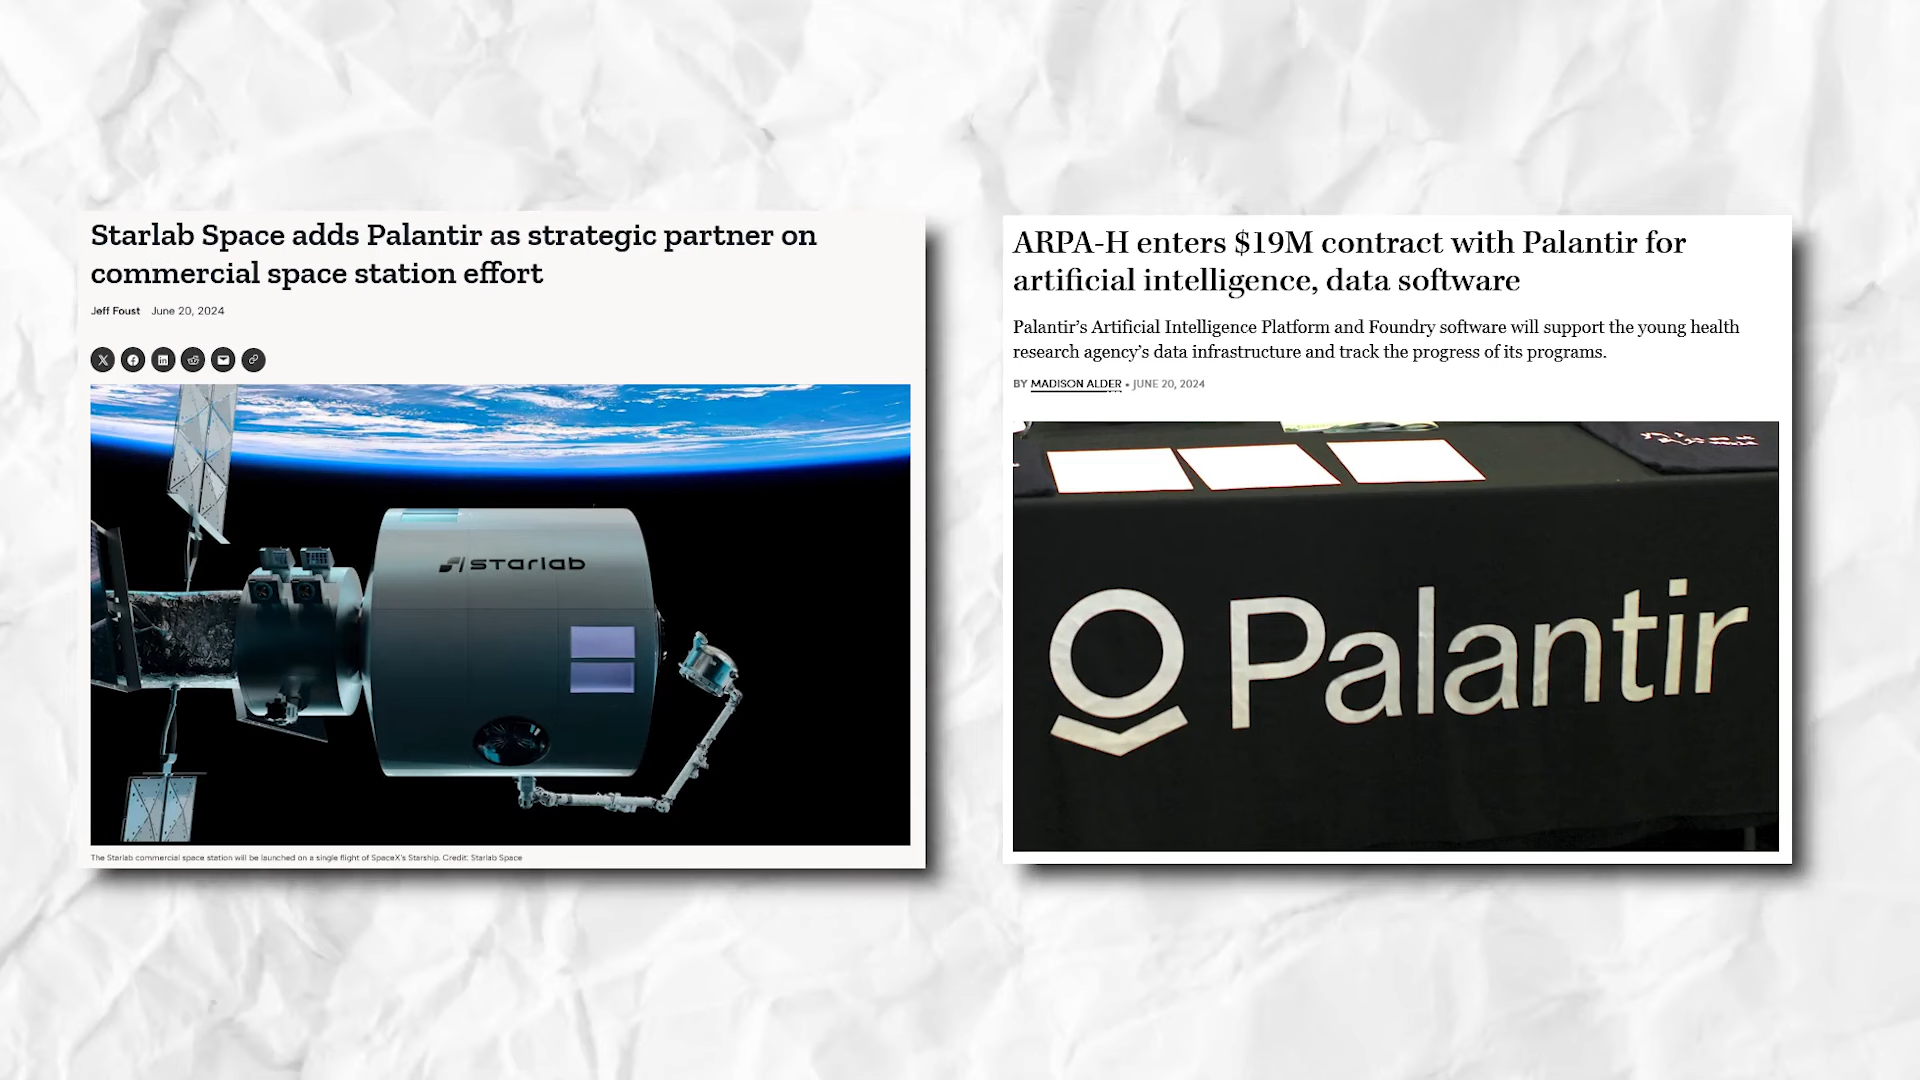 Starlab Space adds Palantir as strategic partner on
commercial space station effort
Jeff Foust June 20, 2024
starlab
The Starlab commercial space station will be launched on a single flight of SpaceX's Starship. Credit: Starlab Space
ARPA-H enters $19M contract with Palantir for
artificial intelligence, data software
Palantir’s Artificial Intelligence Platform and Foundry software will support the young health
research agency’s data infrastructure and track the progress of its programs.
BY MADISON ALDER • JUNE 20, 2024
Palantir